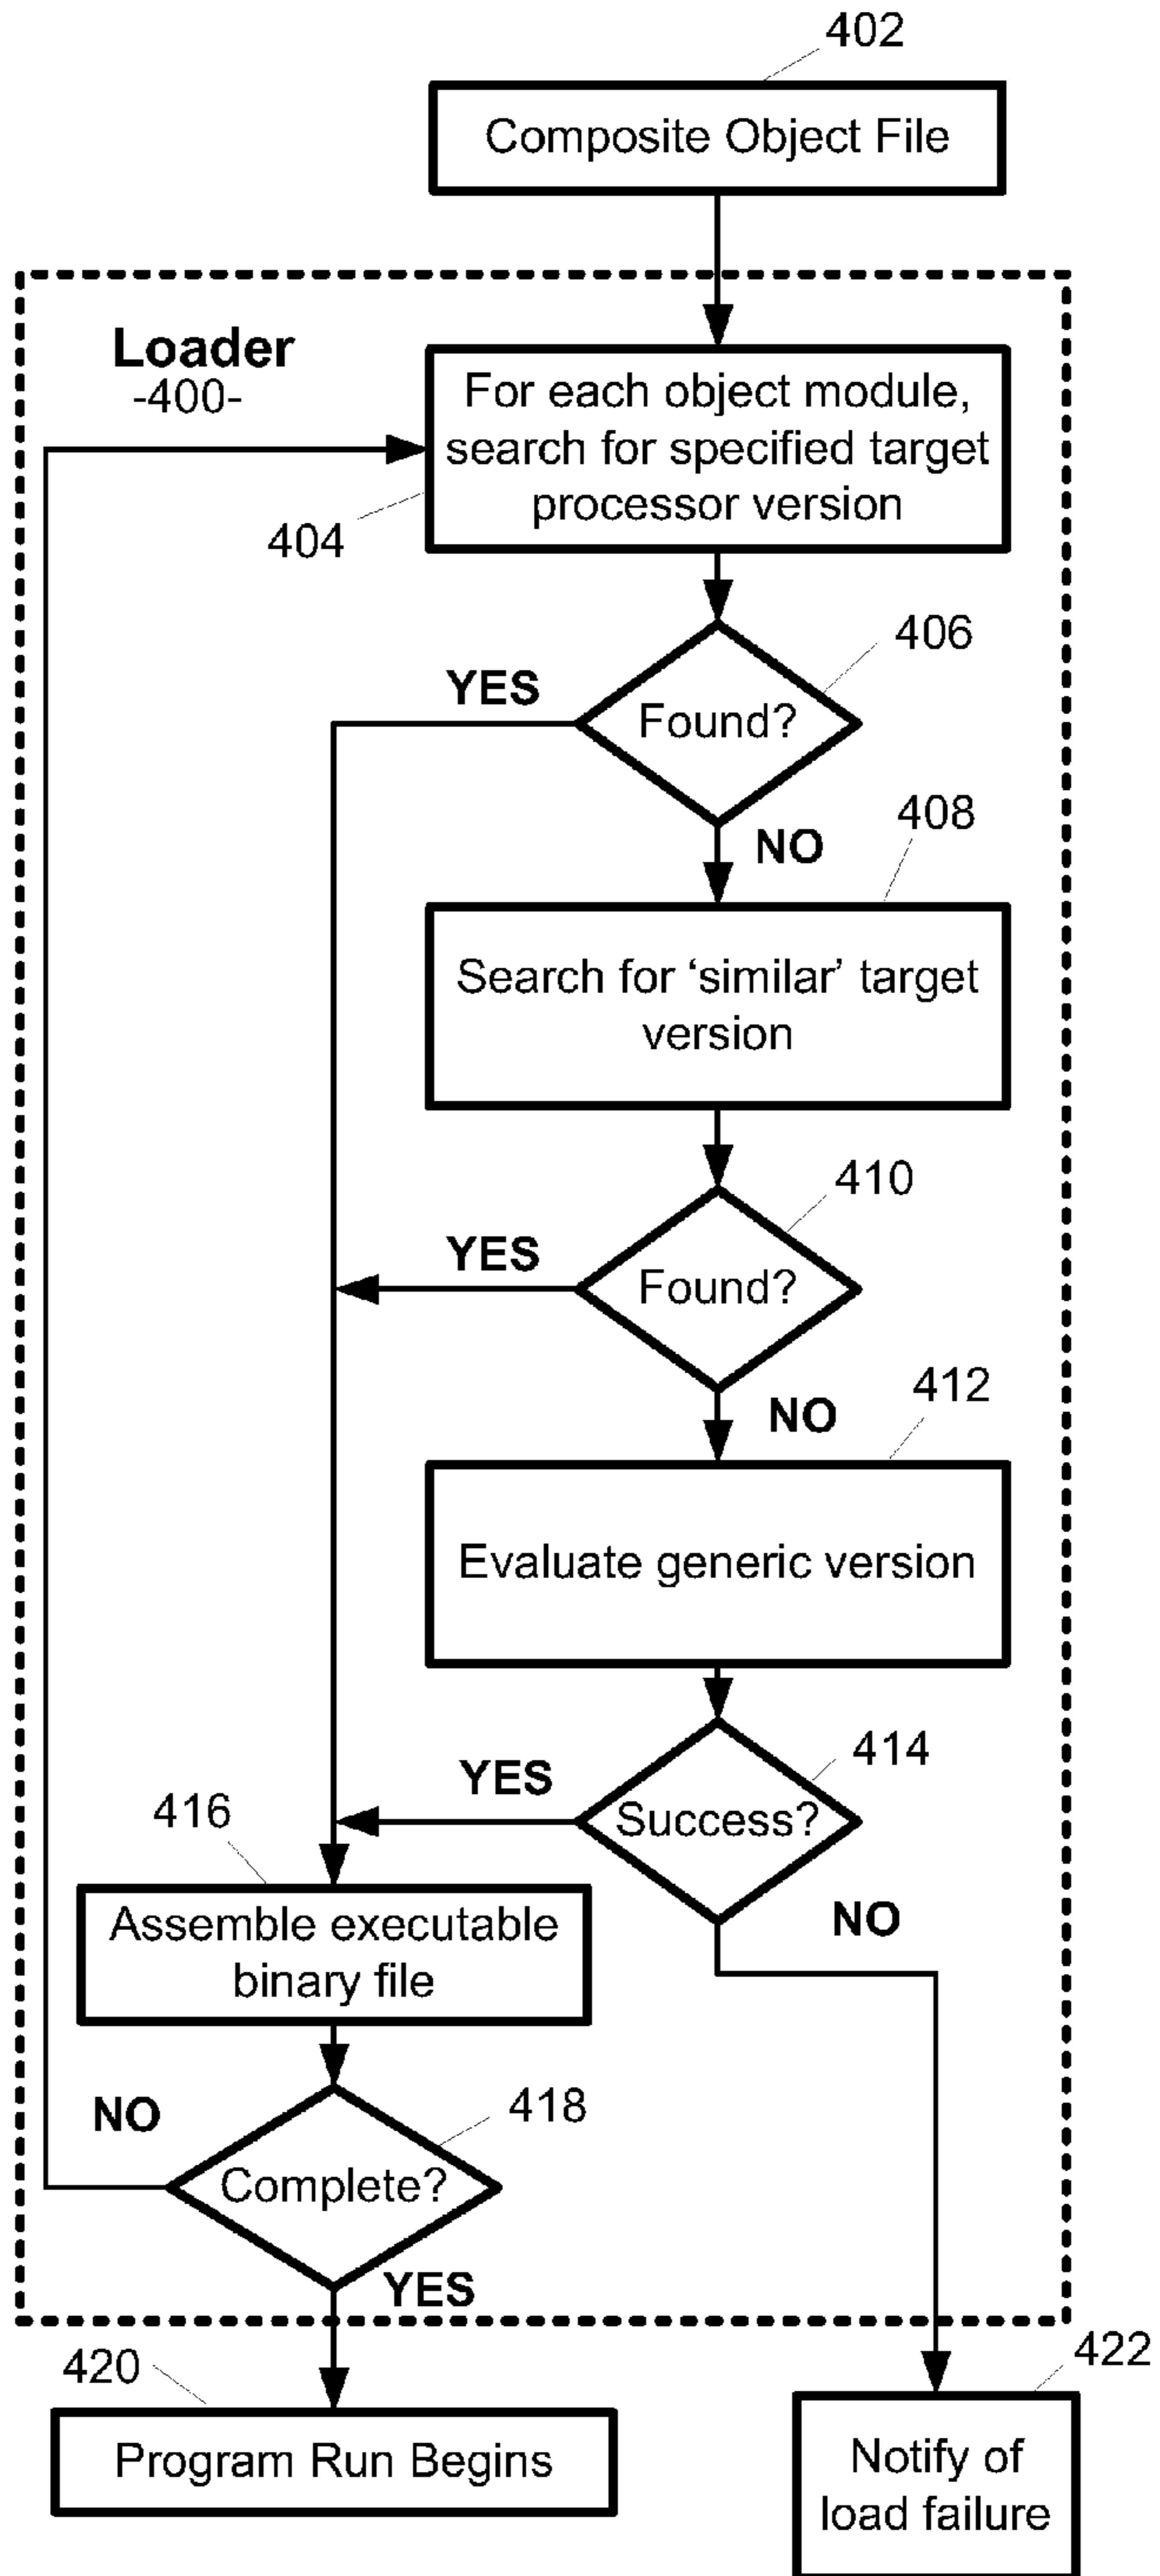 402
Composite Object File
Loader
-400-
For each object module,
search for specified target
processor version
404
406
YES
Found?
NO
408
Search for ‘similar’ target
version
410
YES
Found?
NO
412
Evaluate generic version
414
YES
Success?
NO
416
Assemble executable
binary file
418
NO
Complete?
YES
420
Program Run Begins
422
Notify of
load failure